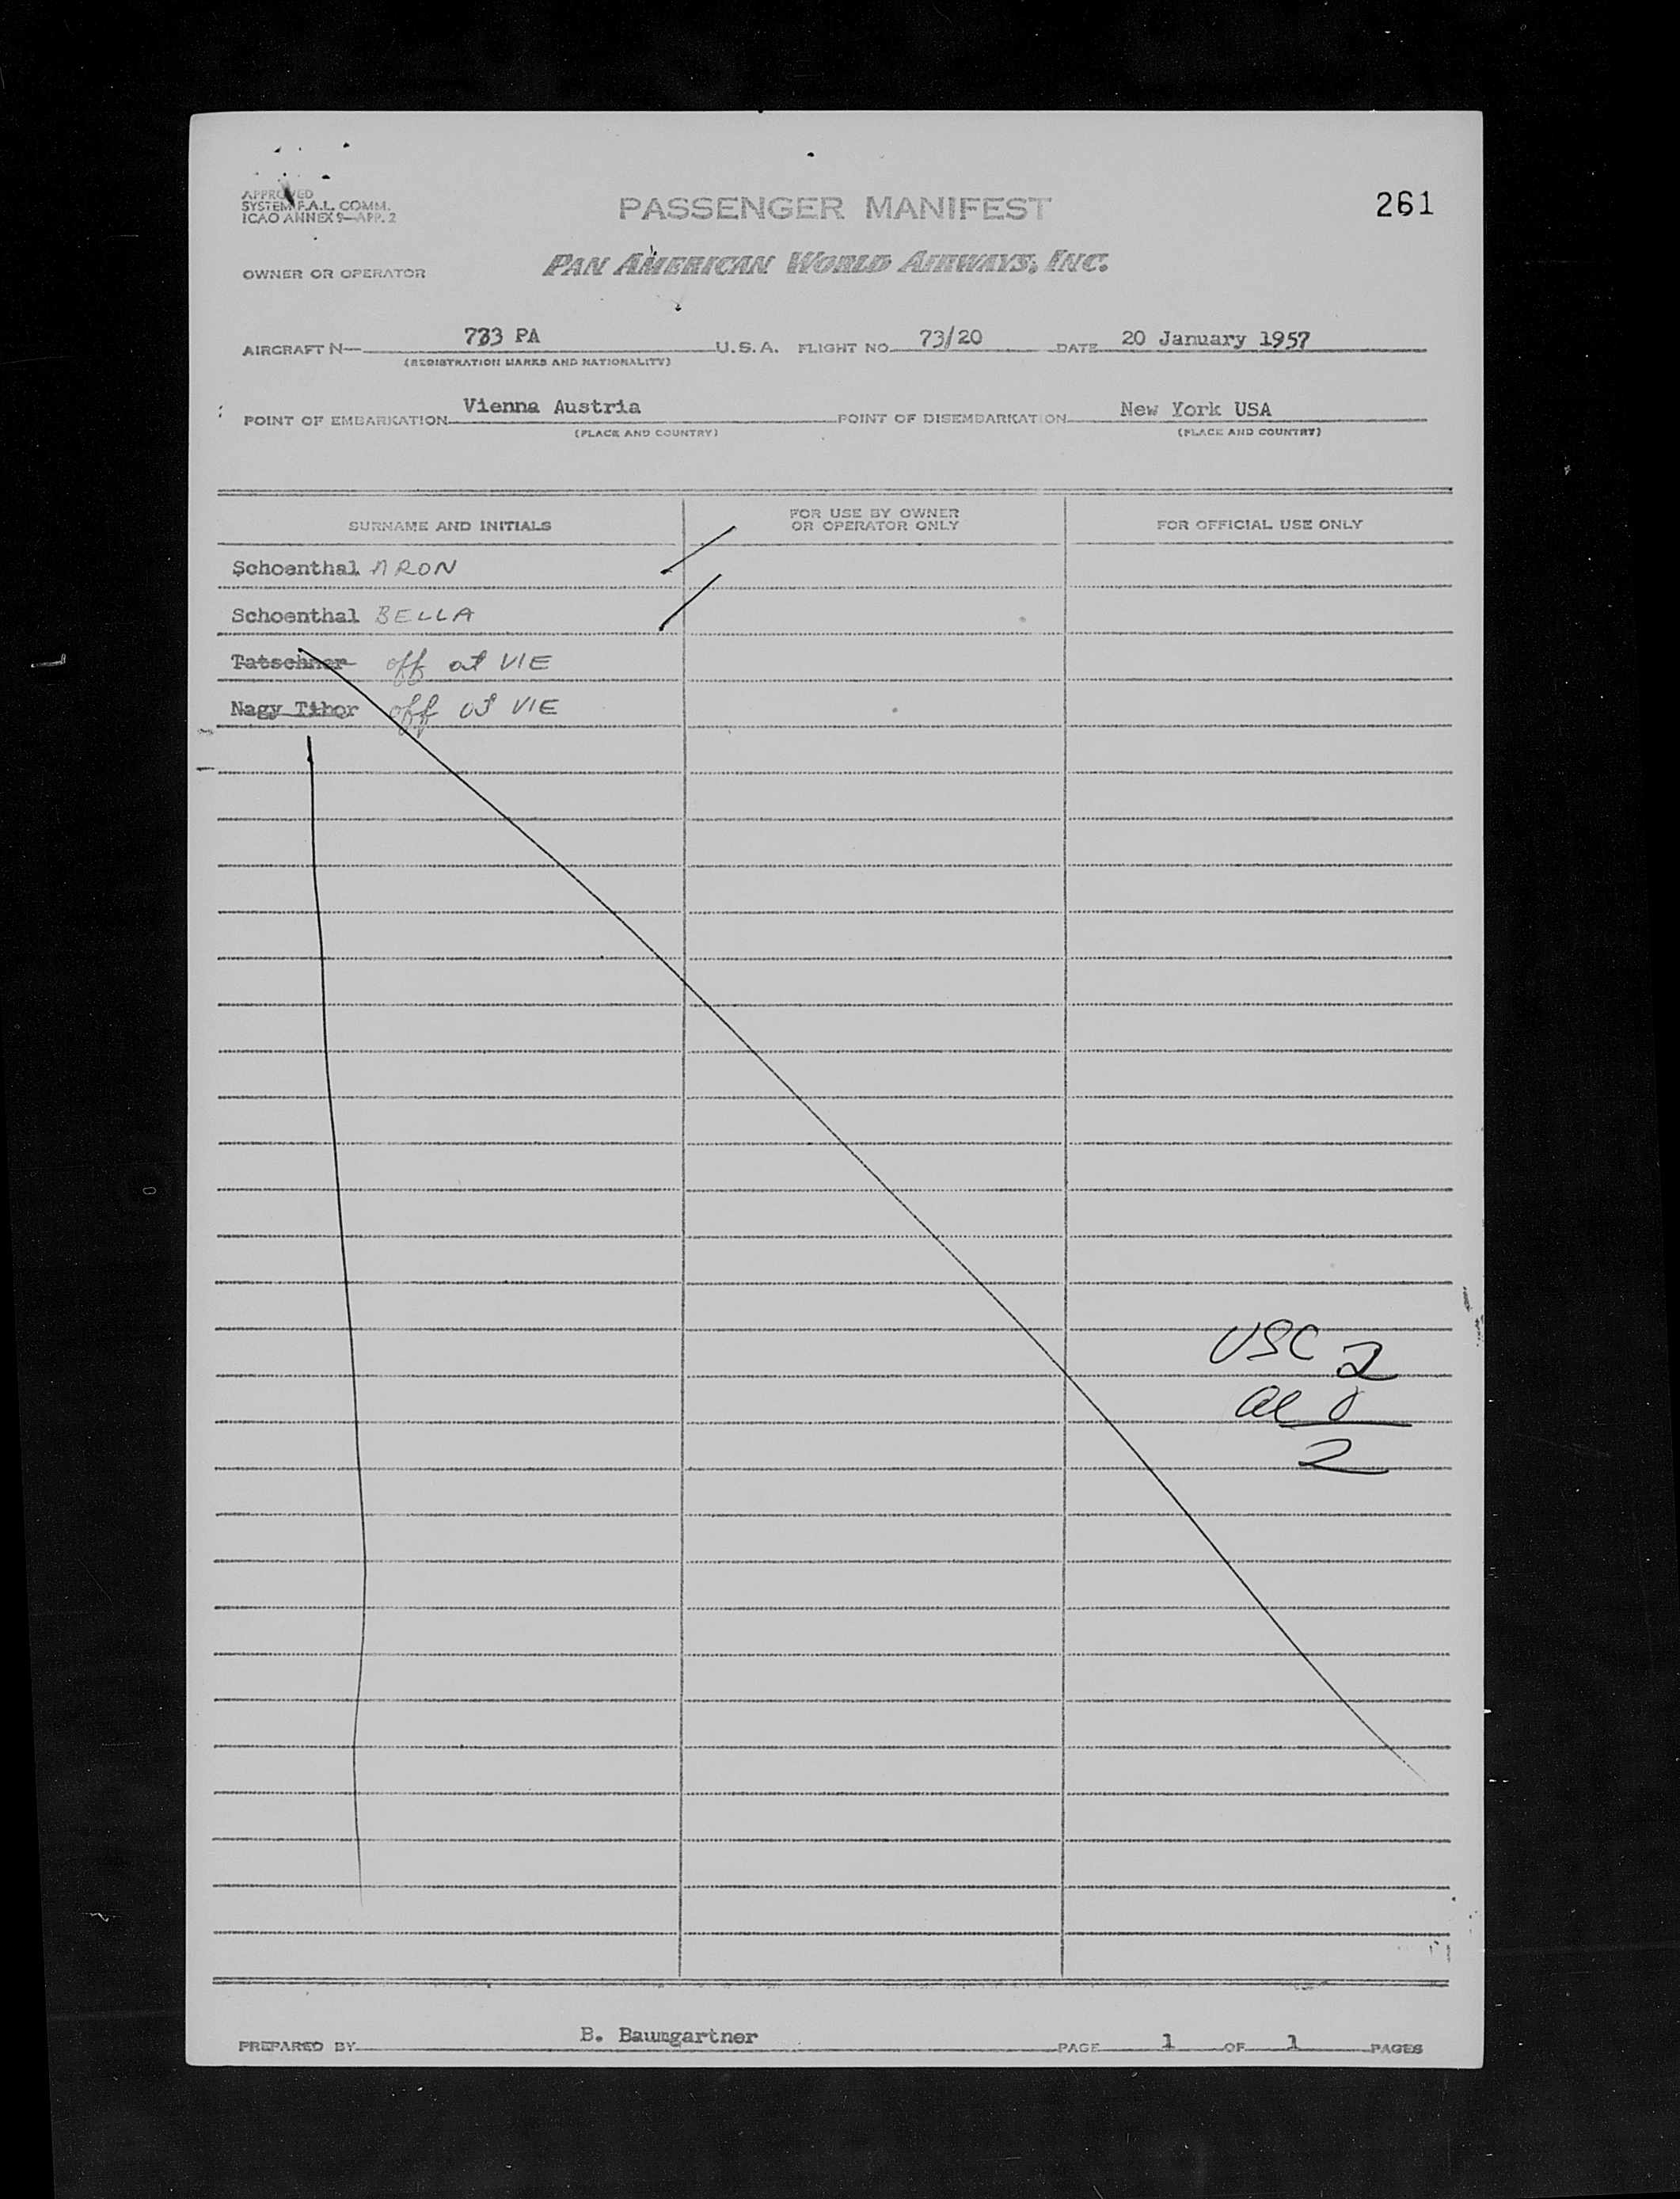 APPROVED
SYSTEM F.A.L. COMM.
ICAO ANNEX 9—APP. 2
PASSENGER MANIFEST
261
OWNER OR OPERATOR
PAN AMERICAN WORLD AIRWAYS, INC.
AIRCRAFT N— 733 PA U.S.A. FLIGHT NO. 73/20 DATE 20 January 1957
(REGISTRATION MARKS AND NATIONALITY)
POINT OF EMBARKATION Vienna Austria POINT OF DISEMBARKATION New York USA
(PLACE AND COUNTRY) (PLACE AND COUNTRY)
SURNAME AND INITIALS
FOR USE BY OWNER
OR OPERATOR ONLY
FOR OFFICIAL USE ONLY
Schoenthal ARON
Schoenthal BELLA
Tatschner off at VIE
Nagy Tibor off at VIE
USC 2
al 0
2
PREPARED BY B. Baumgartner PAGE 1 OF 1 PAGES